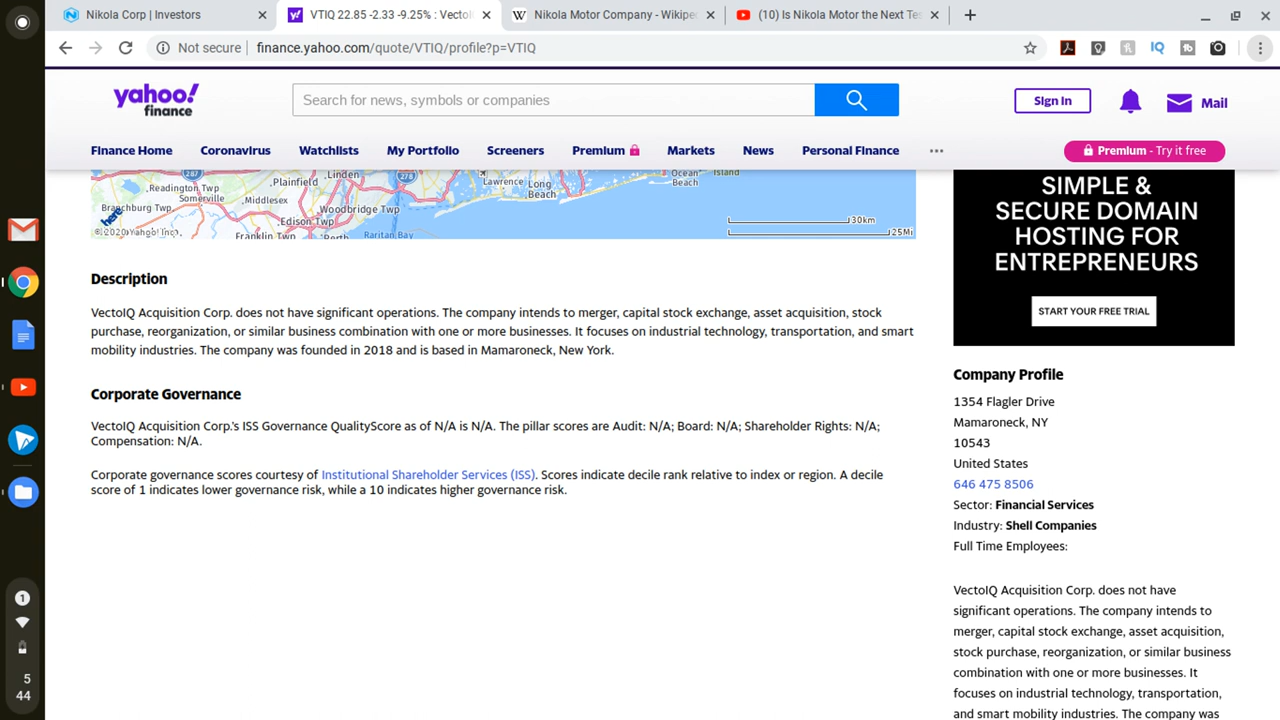 Nikola Corp | Investors
VTIQ 22.85 -2.33 -9.25% : Vecto
Nikola Motor Company - Wikipe
(10) Is Nikola Motor the Next Te
Not secure
finance.yahoo.com/quote/VTIQ/profile?p=VTIQ
IQ
yahoo!
finance
Search for news, symbols or companies
Sign In
Mail
Finance Home
Coronavirus
Watchlists
My Portfolio
Screeners
Premium
Markets
News
Personal Finance
...
Premium - Try it free
287
Linden
278
Lawrence
Ocean
Island
Readington Twp
Plainfield
Long
Beach
Beach
Somerville
Middlesex
Branchburg Twp
Woodbridge Twp
here
Edison Twp
30km
©2020 Yahoo! Inc.
Franklin Twp
Perth
Raritan Bay
25Mi
Description
VectoIQ Acquisition Corp. does not have significant operations. The company intends to merger, capital stock exchange, asset acquisition, stock
purchase, reorganization, or similar business combination with one or more businesses. It focuses on industrial technology, transportation, and smart
mobility industries. The company was founded in 2018 and is based in Mamaroneck, New York.
Corporate Governance
VectoIQ Acquisition Corp.'s ISS Governance QualityScore as of N/A is N/A. The pillar scores are Audit: N/A; Board: N/A; Shareholder Rights: N/A;
Compensation: N/A.
Corporate governance scores courtesy of Institutional Shareholder Services (ISS). Scores indicate decile rank relative to index or region. A decile
score of 1 indicates lower governance risk, while a 10 indicates higher governance risk.
SIMPLE &
SECURE DOMAIN
HOSTING FOR
ENTREPRENEURS
START YOUR FREE TRIAL
Company Profile
1354 Flagler Drive
Mamaroneck, NY
10543
United States
646 475 8506
Sector: Financial Services
Industry: Shell Companies
Full Time Employees:
VectoIQ Acquisition Corp. does not have
significant operations. The company intends to
merger, capital stock exchange, asset acquisition,
stock purchase, reorganization, or similar business
combination with one or more businesses. It
focuses on industrial technology, transportation,
and smart mobility industries. The company was
1
5
44